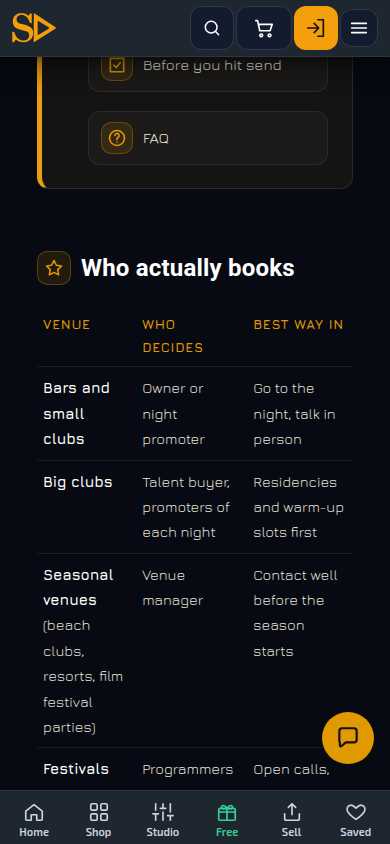 S
Before you hit send
FAQ
Who actually books
VENUE WHO DECIDES BEST WAY IN
Bars and small clubs Owner or night promoter Go to the night, talk in person
Big clubs Talent buyer, promoters of each night Residencies and warm-up slots first
Seasonal venues (beach clubs, resorts, film festival parties) Venue manager Contact well before the season starts
Festivals Programmers Open calls,
Home Shop Studio Free Sell Saved